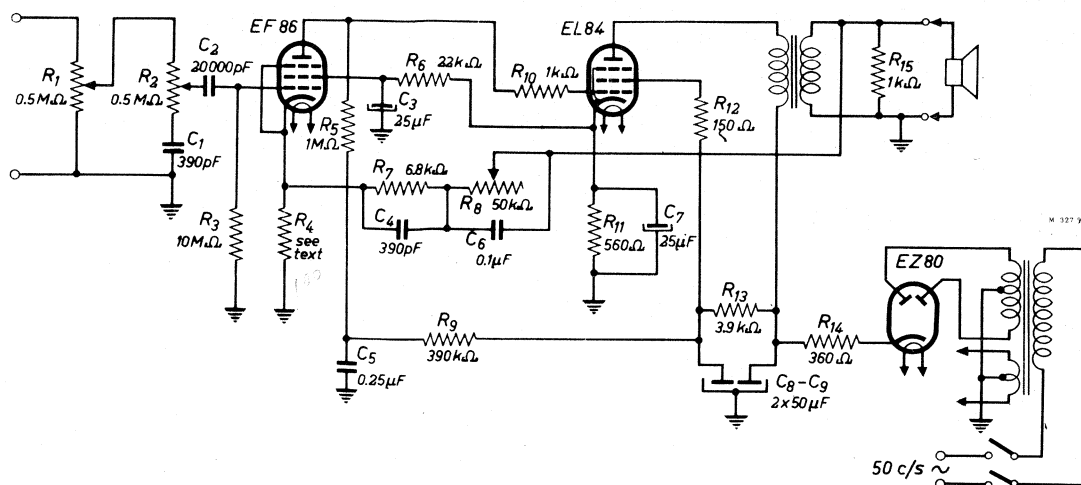 EF 86
EL84
C2
20000pF
R6
22kΩ
R10
1kΩ
R1
0.5MΩ
R2
0.5MΩ
C3
25µF
R15
1kΩ
R12
150Ω
R5
1MΩ
C1
390pF
R7
6.8kΩ
R8
50kΩ
R3
10MΩ
R4
see
text
C4
390pF
C6
0.1µF
R11
560Ω
C7
25µF
M 327
EZ80
R13
3.9kΩ
R14
360Ω
R9
390kΩ
C5
0.25µF
C8-C9
2x50µF
50 c/s ~